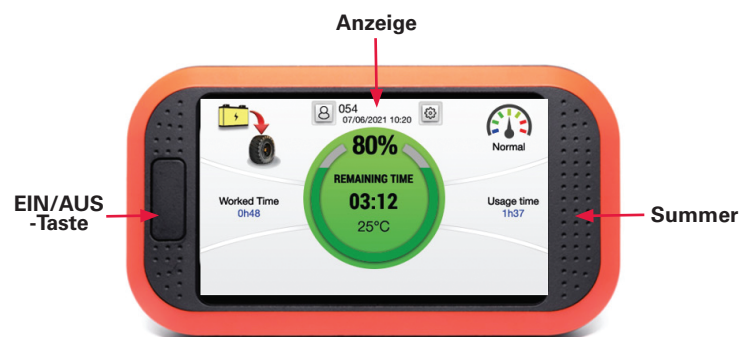 Anzeige
054
07/06/2021 10:20
80%
Normal
REMAINING TIME
03:12
25°C
Worked Time
0h48
Usage time
1h37
EIN/AUS
-Taste
Summer